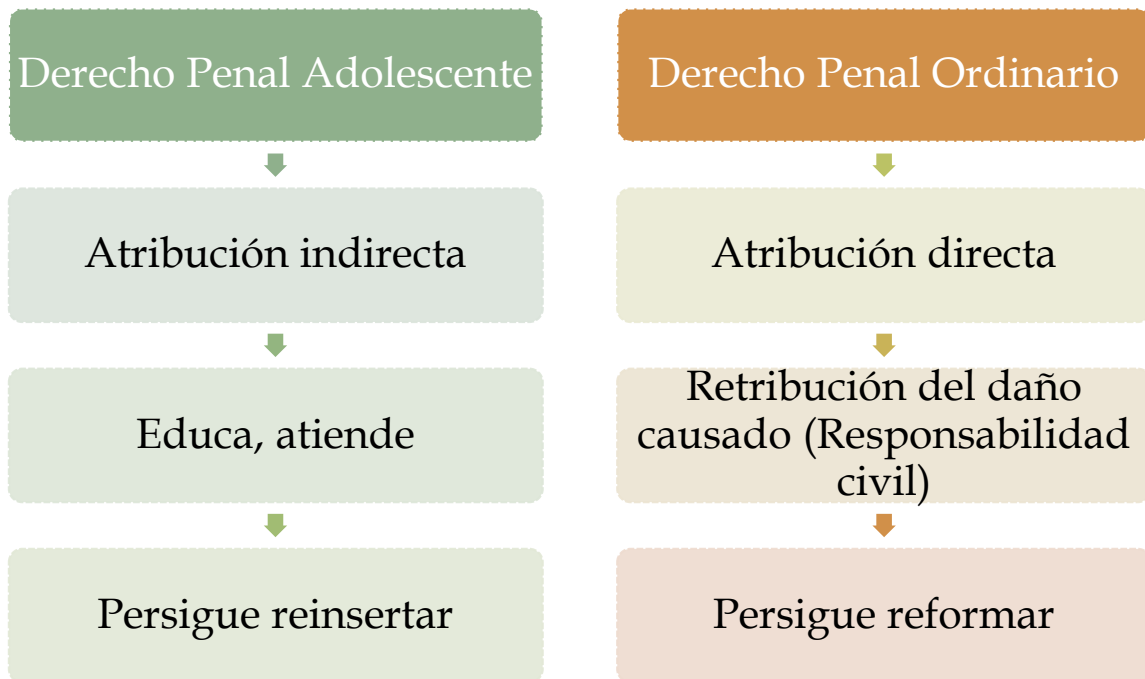 Derecho Penal Adolescente
Atribución indirecta
Educa, atiende
Persigue reinsertar
Derecho Penal Ordinario
Atribución directa
Retribución del daño
causado (Responsabilidad
civil)
Persigue reformar